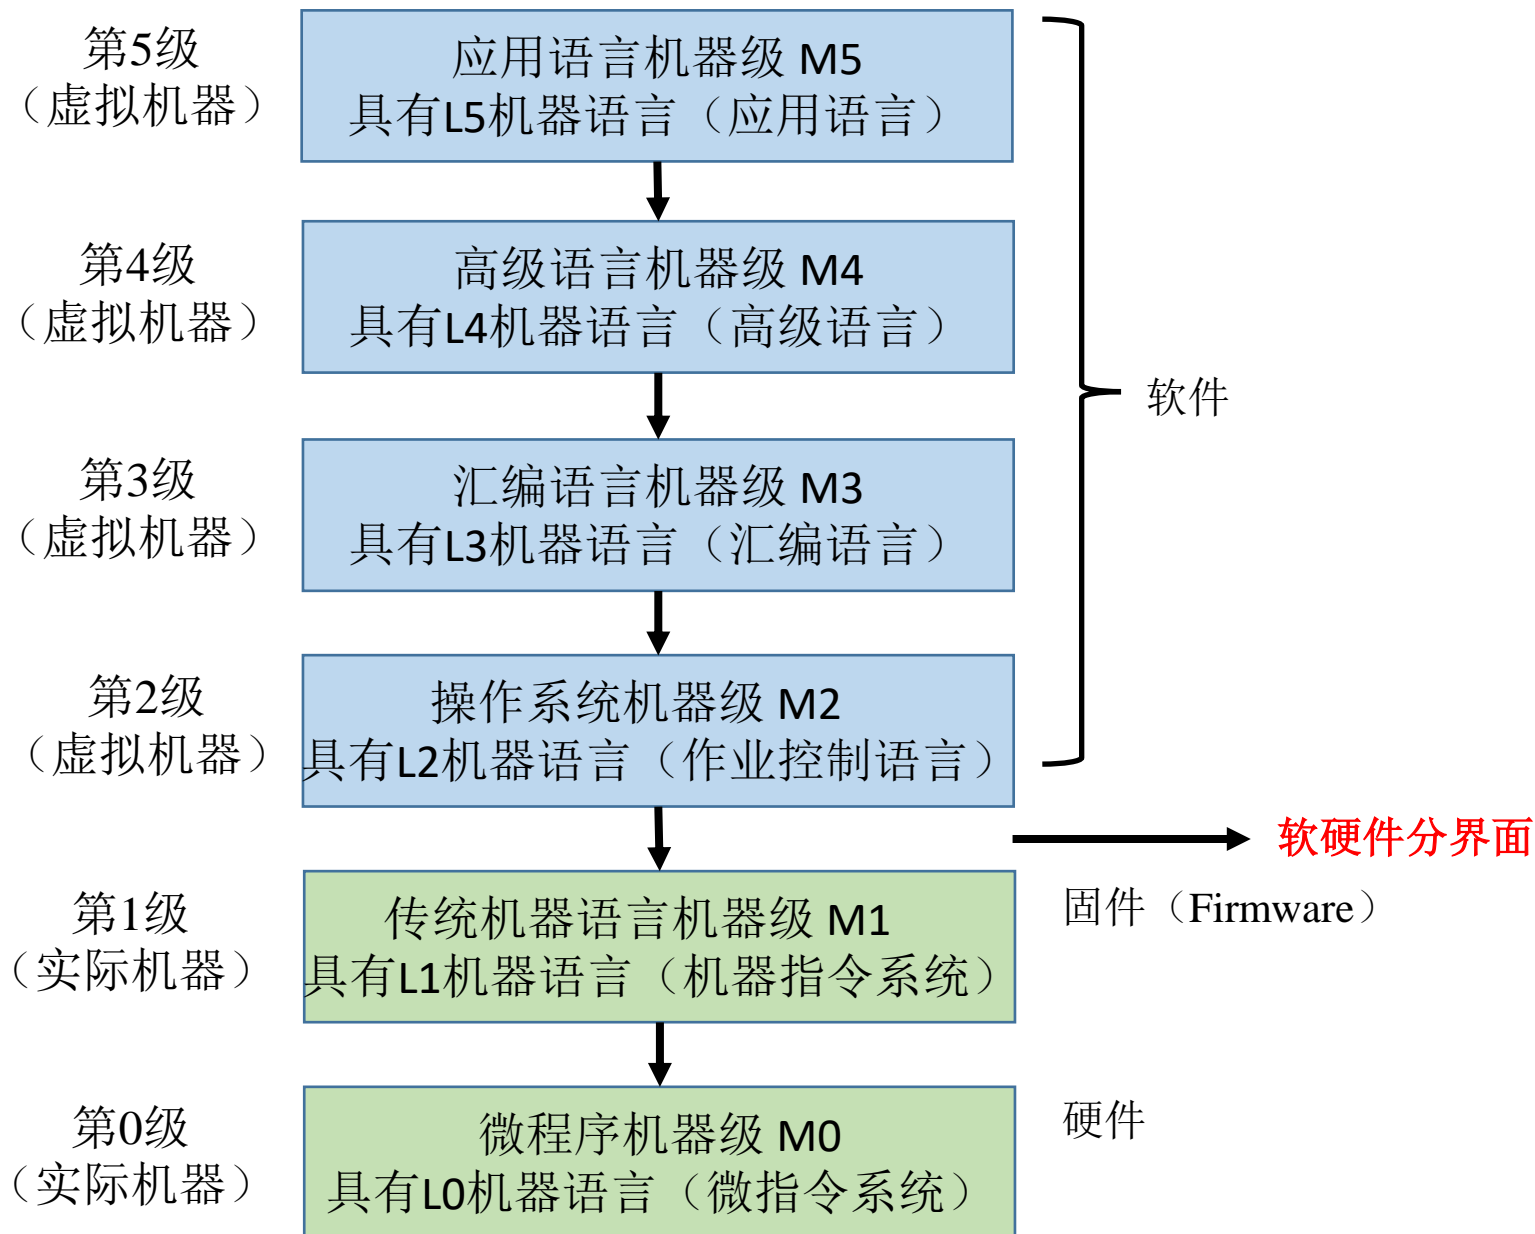 第5级
（虚拟机器）
应用语言机器级 M5
具有L5机器语言（应用语言）
第4级
（虚拟机器）
高级语言机器级 M4
具有L4机器语言（高级语言）
软件
第3级
（虚拟机器）
汇编语言机器级 M3
具有L3机器语言（汇编语言）
第2级
（虚拟机器）
操作系统机器级 M2
具有L2机器语言（作业控制语言）
软硬件分界面
第1级
（实际机器）
传统机器语言机器级 M1
具有L1机器语言（机器指令系统）
固件（Firmware）
第0级
（实际机器）
微程序机器级 M0
具有L0机器语言（微指令系统）
硬件